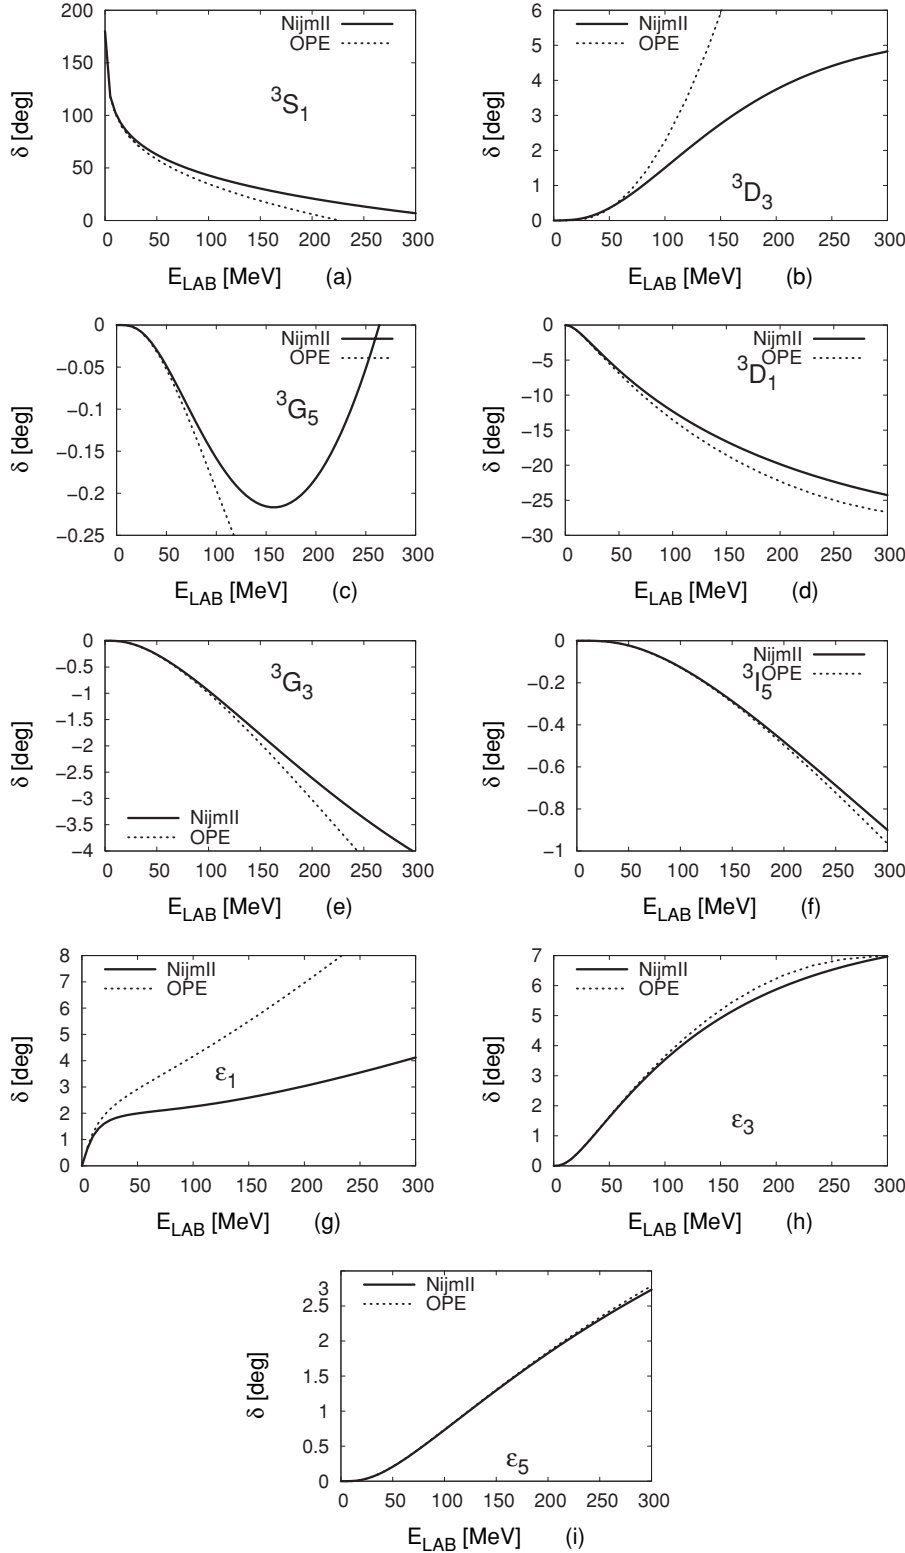 200
150
100
50
0
0 50 100 150 200 250 300
δ [deg]
NijmII
OPE
³S₁
E_LAB [MeV] (a)
6
5
4
3
2
1
0
0 50 100 150 200 250 300
δ [deg]
NijmII
OPE
³D₃
E_LAB [MeV] (b)
0
−0.05
−0.1
−0.15
−0.2
−0.25
0 50 100 150 200 250 300
δ [deg]
NijmII
OPE
³G₅
E_LAB [MeV] (c)
0
−5
−10
−15
−20
−25
−30
0 50 100 150 200 250 300
δ [deg]
NijmII
OPE
³D₁
E_LAB [MeV] (d)
0
−0.5
−1
−1.5
−2
−2.5
−3
−3.5
−4
0 50 100 150 200 250 300
δ [deg]
³G₃
NijmII
OPE
E_LAB [MeV] (e)
0
−0.2
−0.4
−0.6
−0.8
−1
0 50 100 150 200 250 300
δ [deg]
NijmII
OPE
³I₅
E_LAB [MeV] (f)
8
7
6
5
4
3
2
1
0
0 50 100 150 200 250 300
δ [deg]
NijmII
OPE
ε₁
E_LAB [MeV] (g)
7
6
5
4
3
2
1
0
0 50 100 150 200 250 300
δ [deg]
NijmII
OPE
ε₃
E_LAB [MeV] (h)
3
2.5
2
1.5
1
0.5
0
0 50 100 150 200 250 300
δ [deg]
NijmII
OPE
ε₅
E_LAB [MeV] (i)